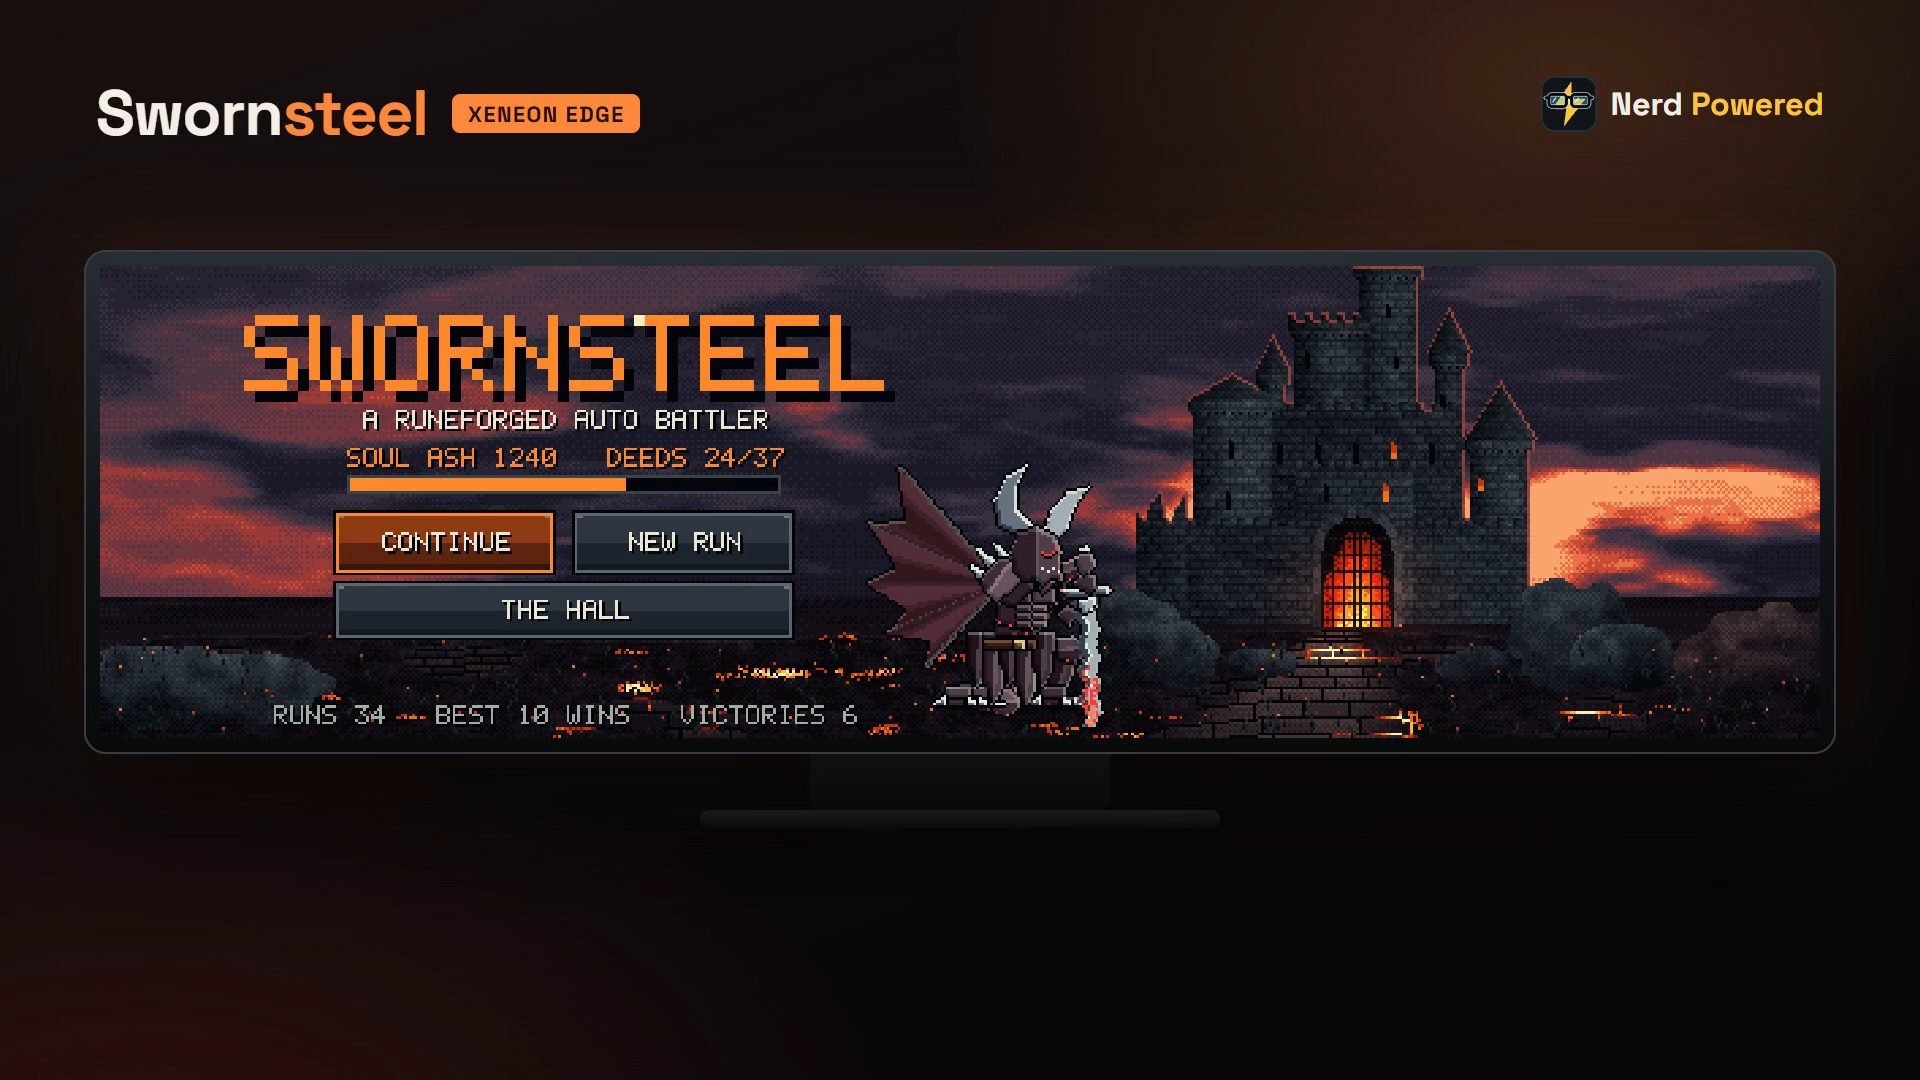 Swornsteel XENEON EDGE
Nerd Powered
SWORNSTEEL
A RUNEFORGED AUTO BATTLER
SOUL ASH 1240 DEEDS 24/37
CONTINUE NEW RUN
THE HALL
RUNS 34 BEST 10 WINS VICTORIES 6